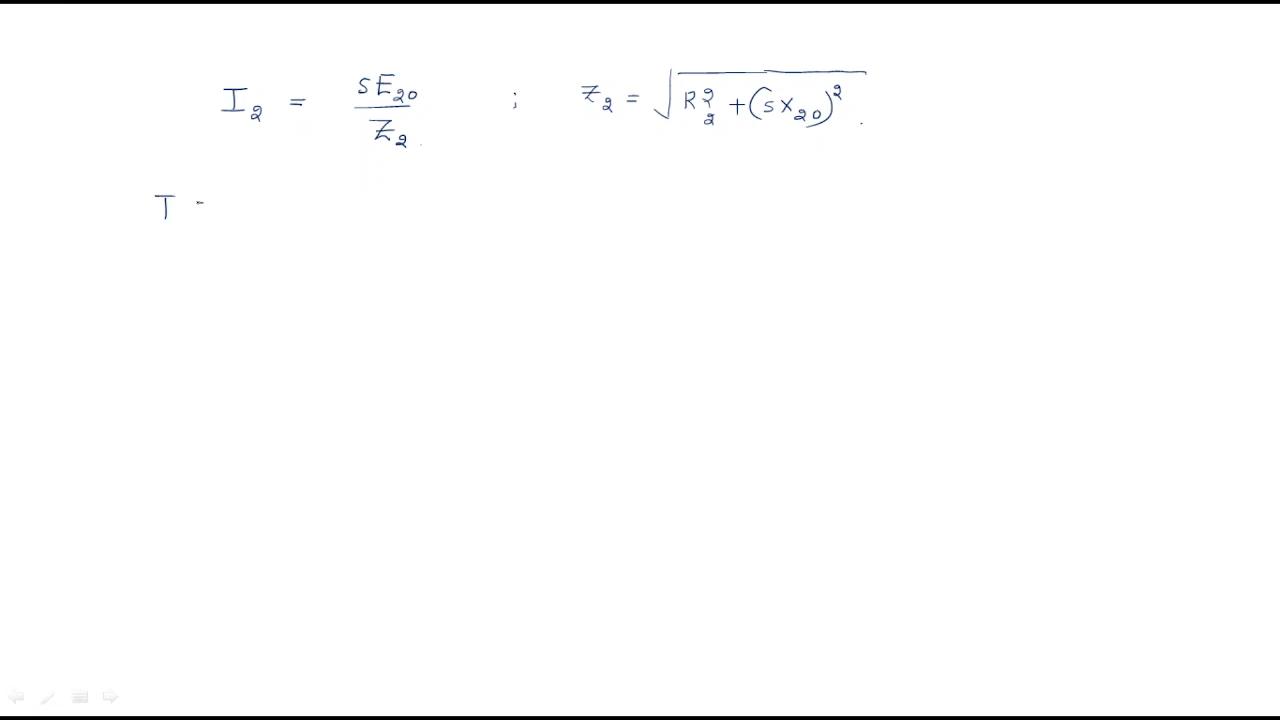 I₂ = sE₂₀ / Z₂ ; Z₂ = √(R₂² + (sX₂₀)²)
T -